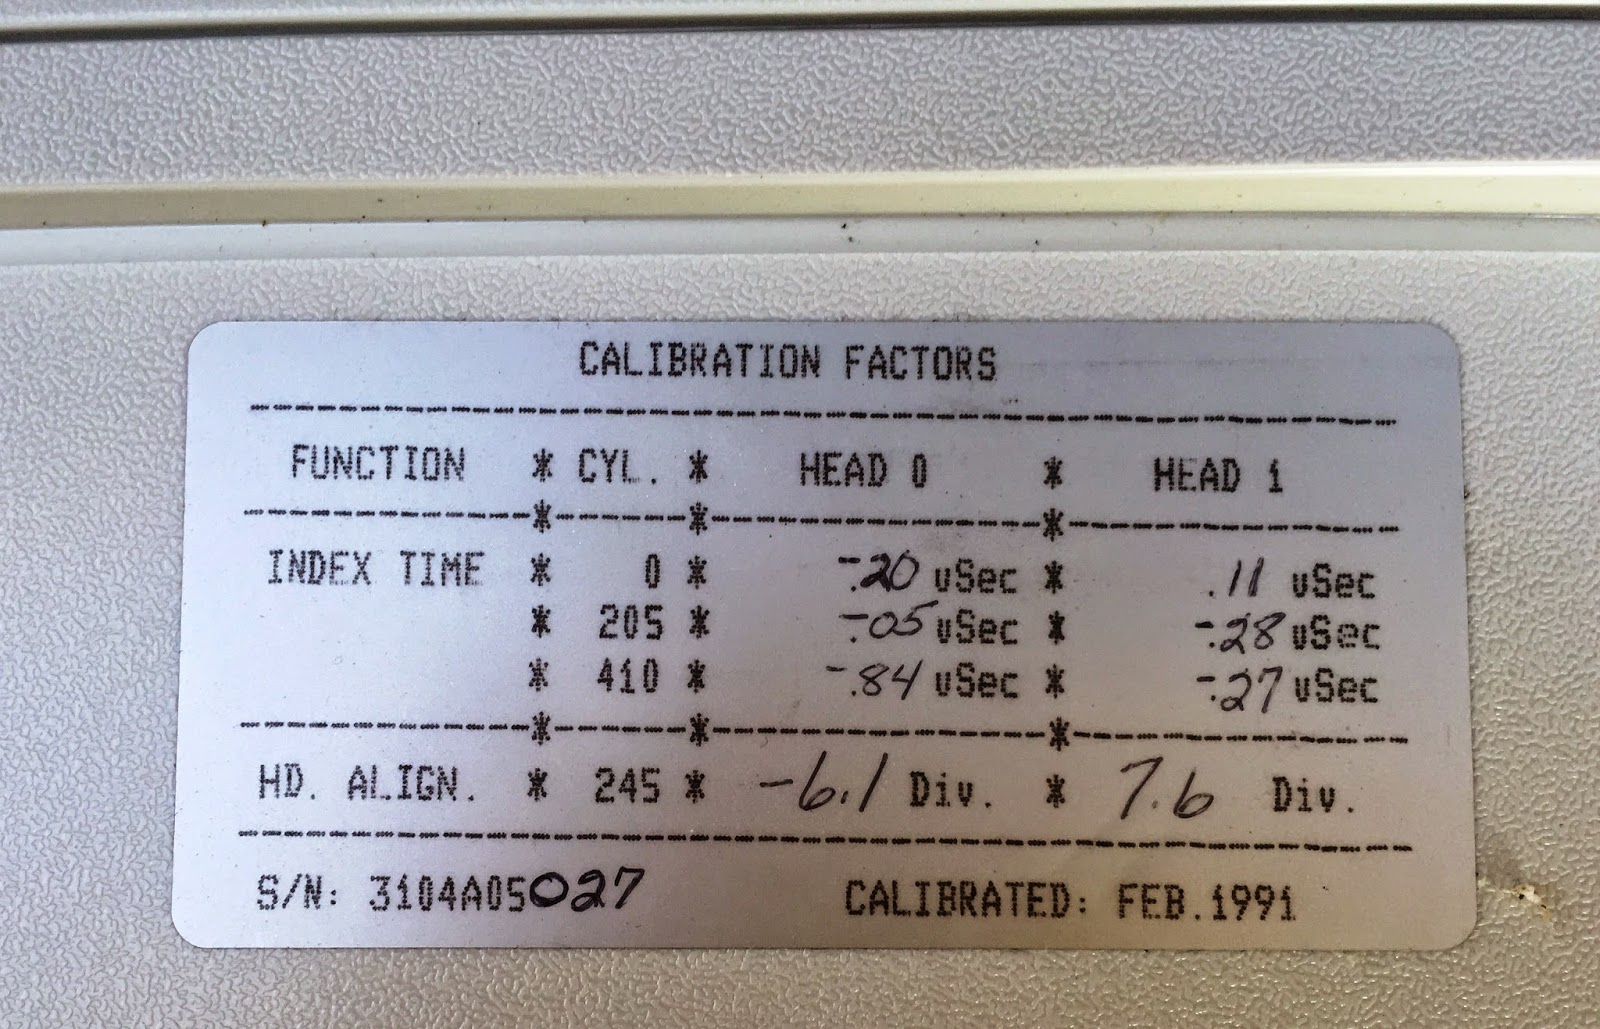 CALIBRATION FACTORS
FUNCTION * CYL. * HEAD 0 * HEAD 1
INDEX TIME * 0 * -.20 uSec * .11 uSec
* 205 * -.05 uSec * -.28 uSec
* 410 * -.84 uSec * -.27 uSec
HD. ALIGN. * 245 * -6.1 Div. * 7.6 Div.
S/N: 3104A05027 CALIBRATED: FEB.1991